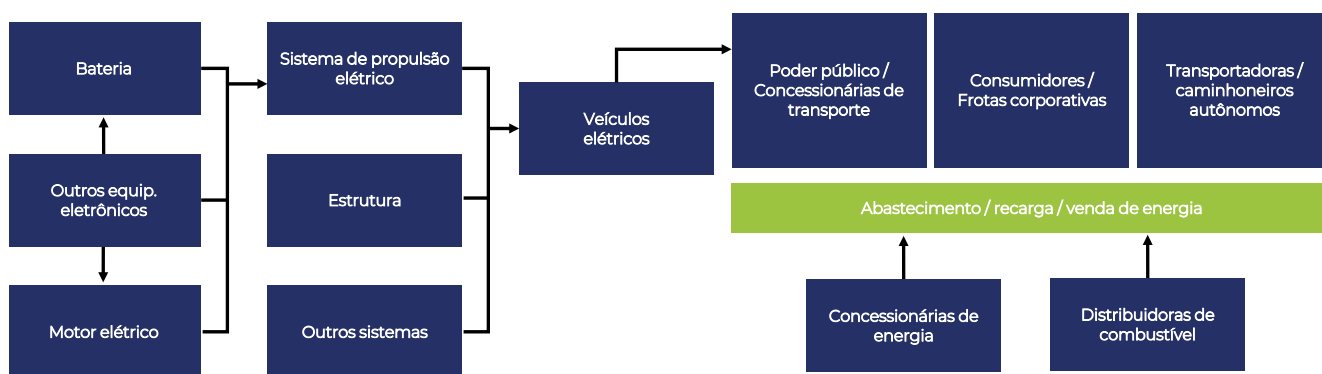 Bateria
Outros equip.
eletrônicos
Motor elétrico
Sistema de propulsão
elétrico
Estrutura
Outros sistemas
Veículos
elétricos
Poder público /
Concessionárias de
transporte
Consumidores /
Frotas corporativas
Transportadoras /
caminhoneiros
autônomos
Abastecimento / recarga / venda de energia
Concessionárias de
energia
Distribuidoras de
combustível